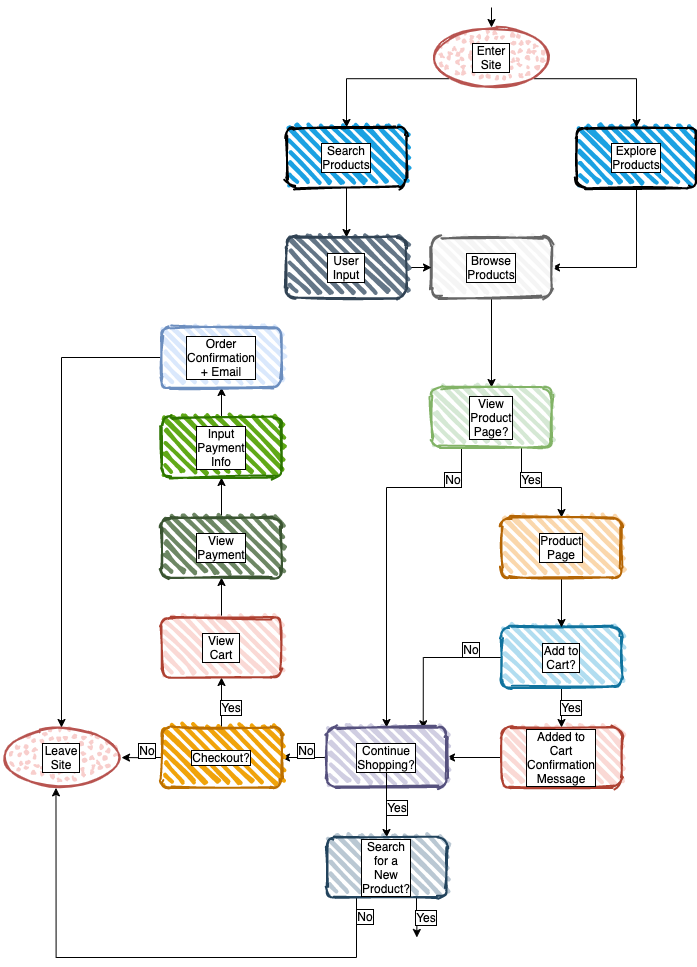 Enter
Site
Search
Products
Explore
Products
User
Input
Browse
Products
Order
Confirmation
+ Email
View
Product
Page?
Input
Payment
Info
No
Yes
View
Payment
Product
Page
View
Cart
No
Add to
Cart?
Yes
Yes
Leave
Site
No
Checkout?
No
Continue
Shopping?
Added to
Cart
Confirmation
Message
Yes
Search
for a
New
Product?
No
Yes